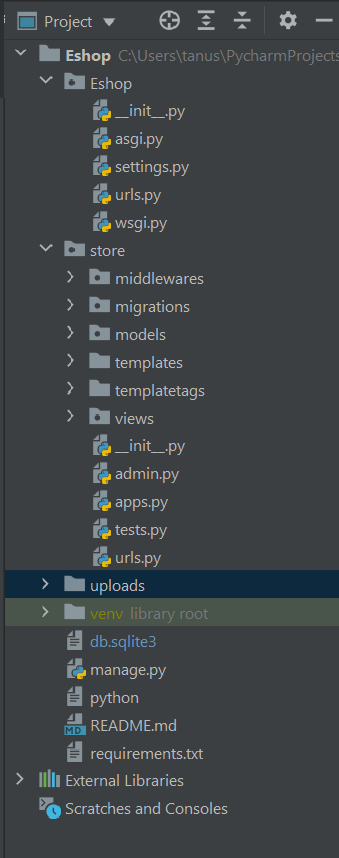 Project
Eshop C:\Users\tanus\PycharmProjects
Eshop
__init__.py
asgi.py
settings.py
urls.py
wsgi.py
store
middlewares
migrations
models
templates
templatetags
views
__init__.py
admin.py
apps.py
tests.py
urls.py
uploads
venv library root
db.sqlite3
manage.py
python
MD README.md
requirements.txt
External Libraries
Scratches and Consoles